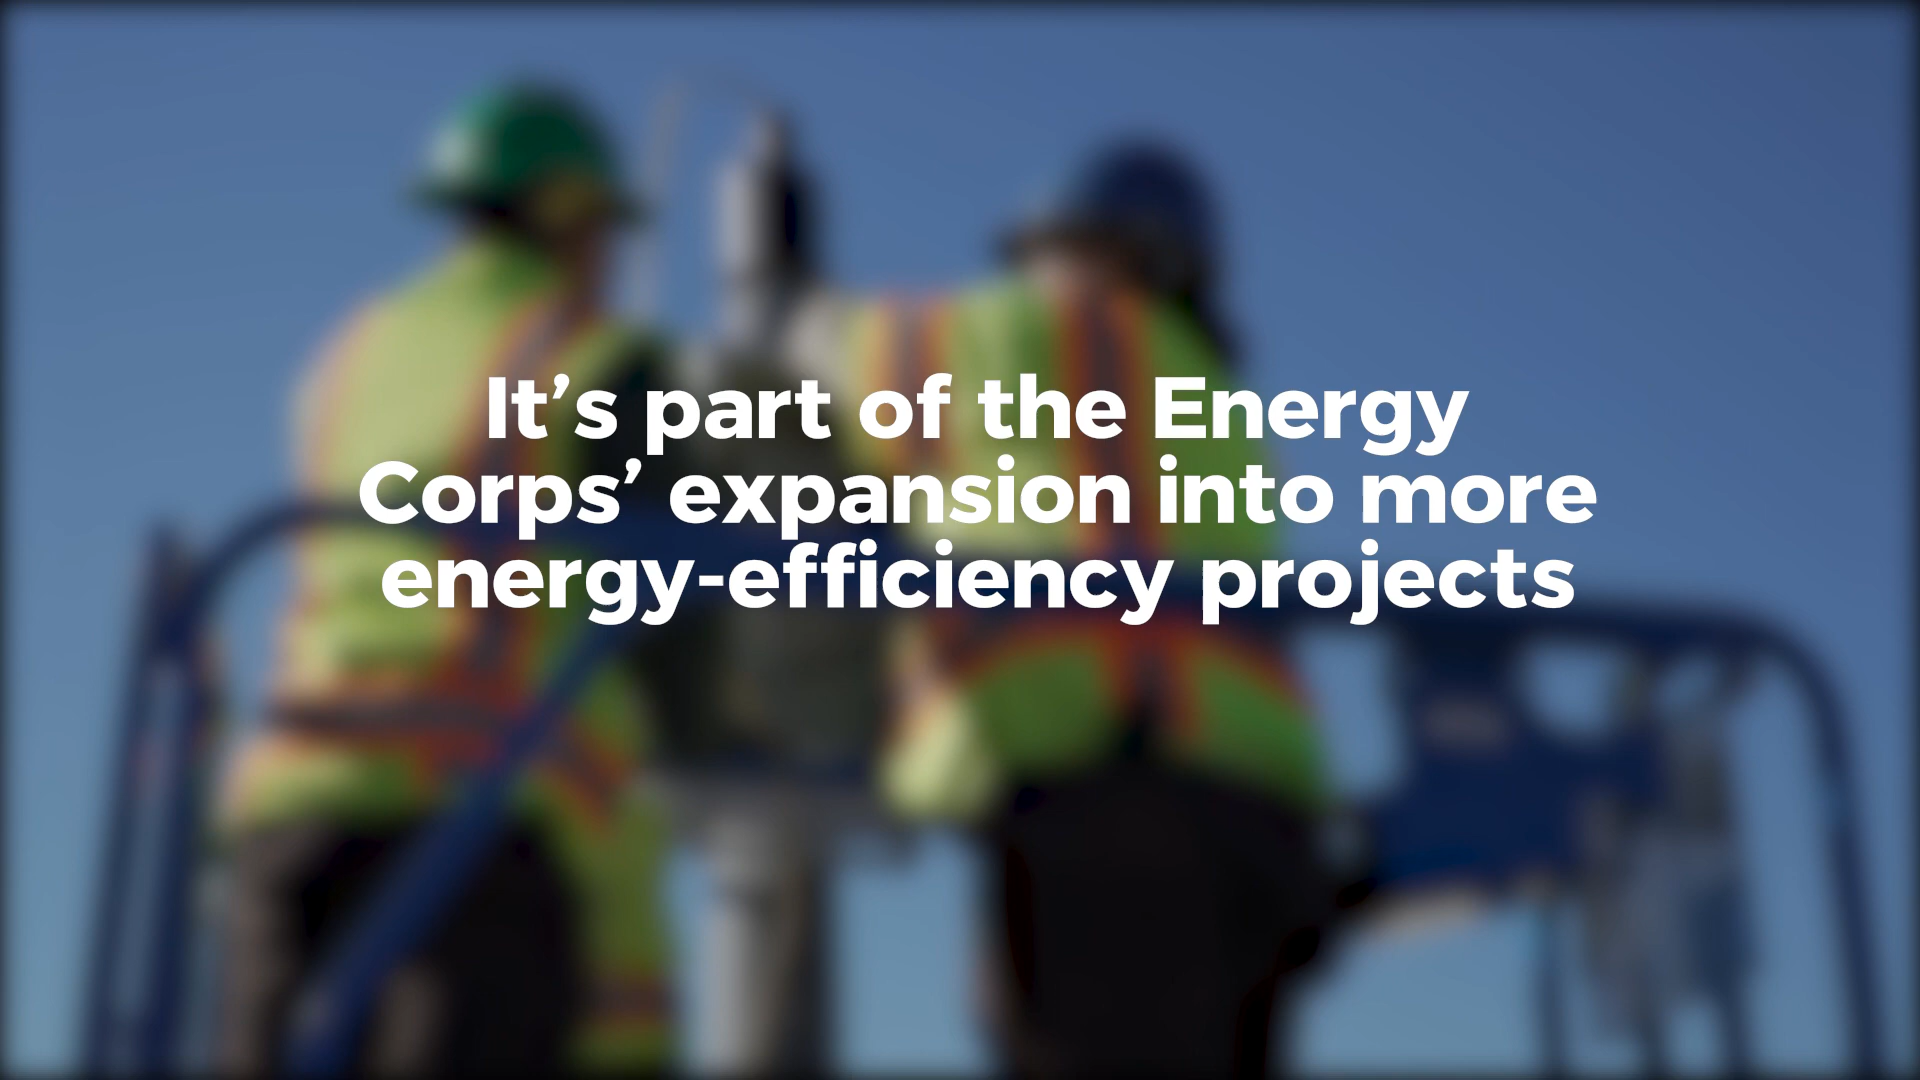 It’s part of the Energy
Corps’ expansion into more
energy-efficiency projects